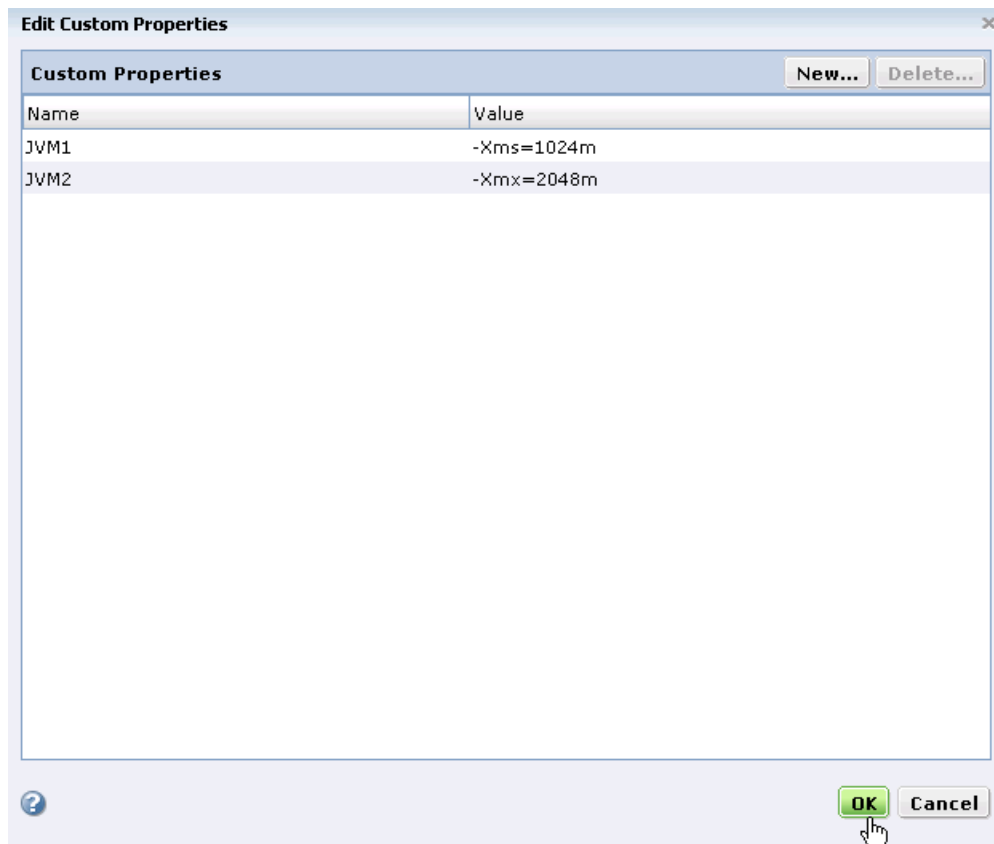 Edit Custom Properties ×
Custom Properties New... Delete...
Name Value
JVM1 -Xms=1024m
JVM2 -Xmx=2048m
? OK Cancel